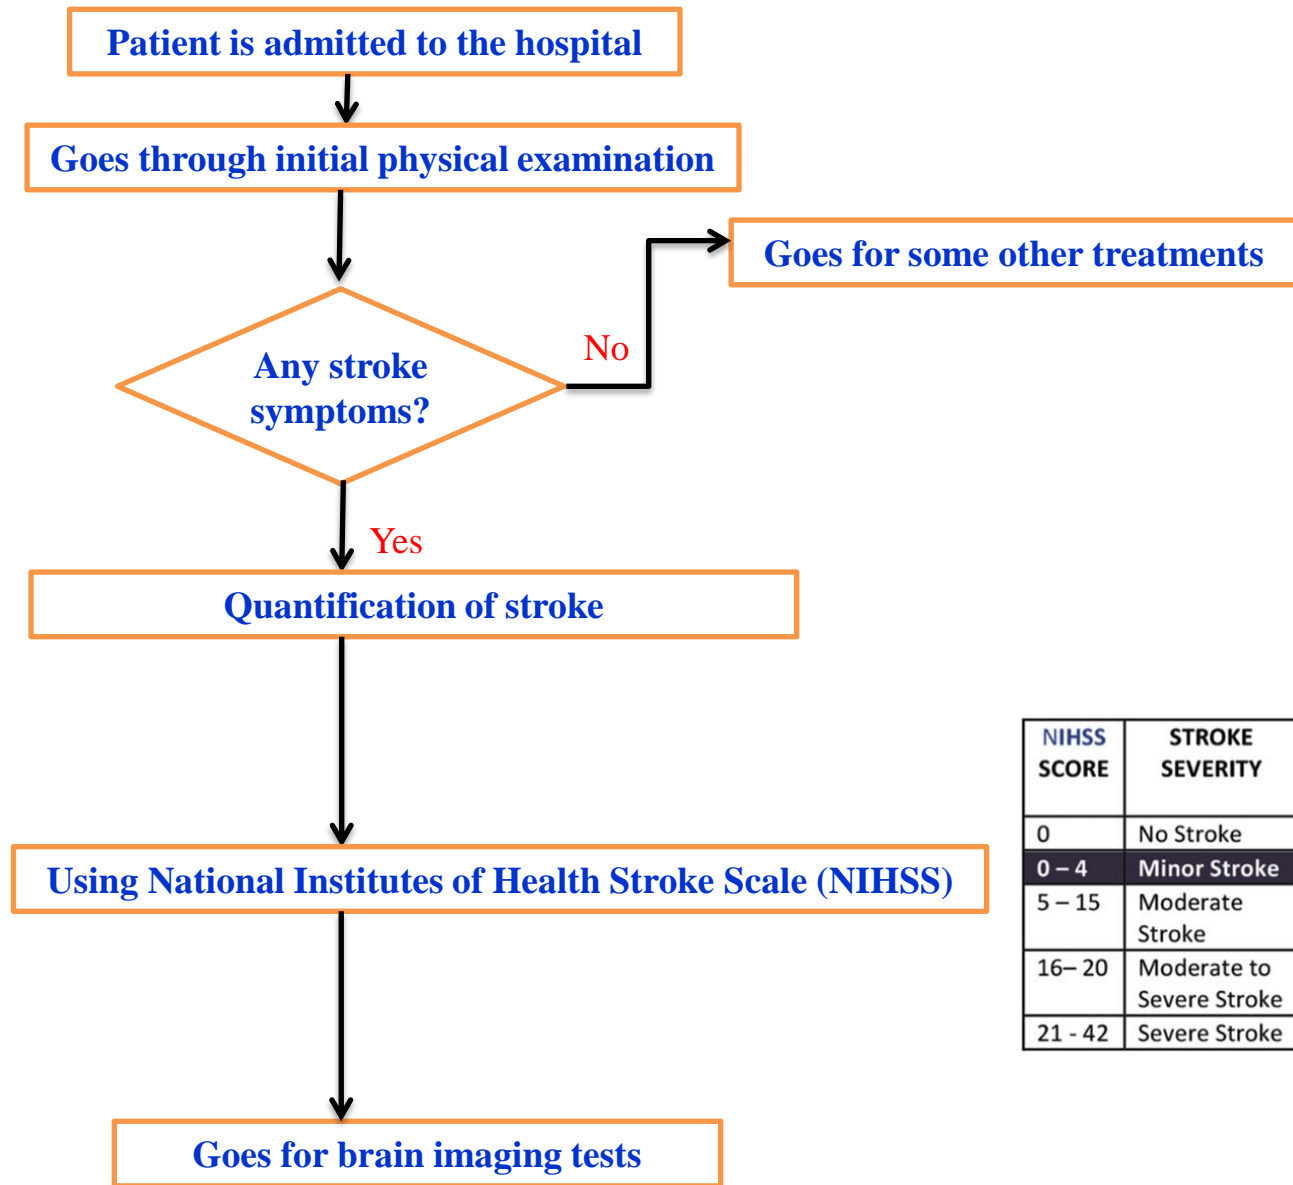 Patient is admitted to the hospital
Goes through initial physical examination
Goes for some other treatments
No
Any stroke
symptoms?
Yes
Quantification of stroke
NIHSS STROKE
SCORE SEVERITY
0 No Stroke
0 – 4 Minor Stroke
5 – 15 Moderate
Stroke
16– 20 Moderate to
Severe Stroke
21 - 42 Severe Stroke
Using National Institutes of Health Stroke Scale (NIHSS)
Goes for brain imaging tests